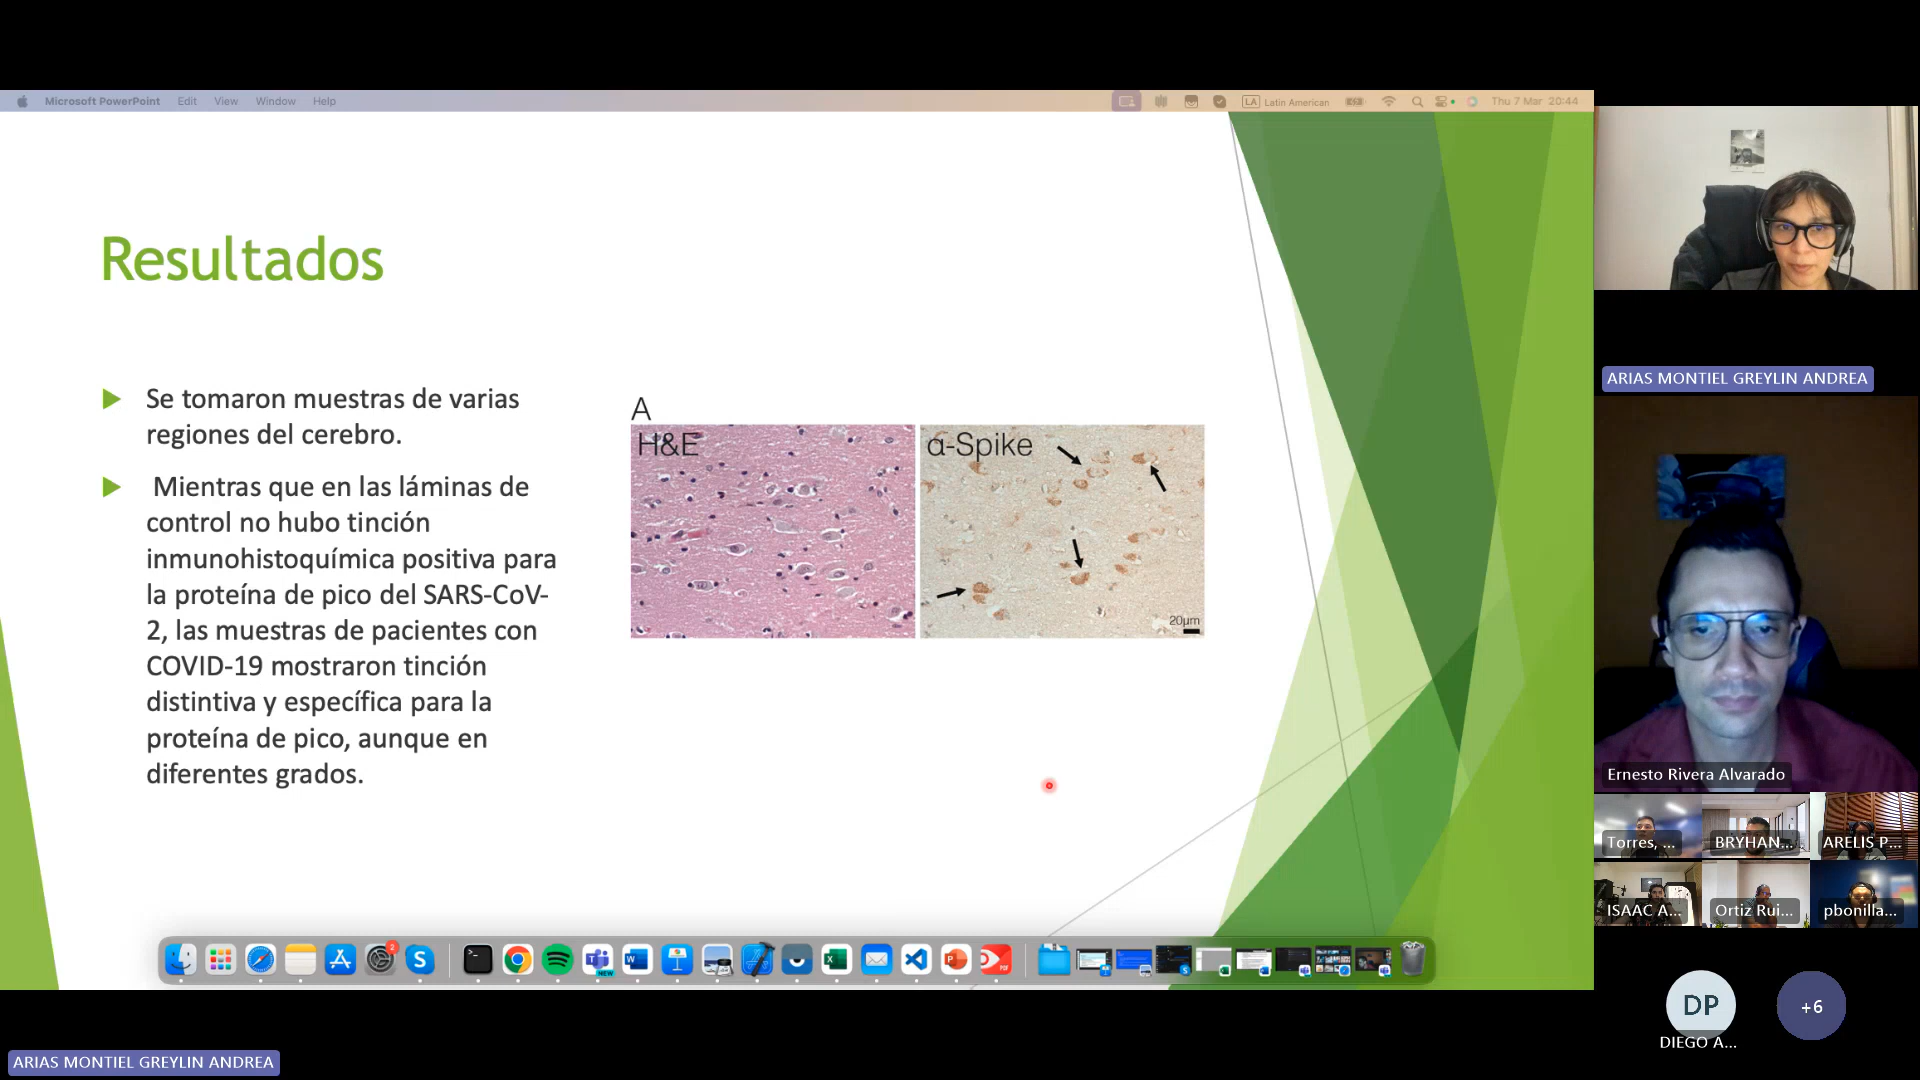 Microsoft PowerPoint Edit View Window Help
LA Latin American Thu 7 Mar 20:44
Resultados
Se tomaron muestras de varias
regiones del cerebro.
Mientras que en las láminas de
control no hubo tinción
inmunohistoquímica positiva para
la proteína de pico del SARS-CoV-
2, las muestras de pacientes con
COVID-19 mostraron tinción
distintiva y específica para la
proteína de pico, aunque en
diferentes grados.
A
H&E
α-Spike
20µm
2
NEW
ARIAS MONTIEL GREYLIN ANDREA
Ernesto Rivera Alvarado
Torres, ...
BRYHAN...
ARELIS P...
ISAAC A...
Ortiz Rui...
pbonilla...
DP
+6
DIEGO A...
ARIAS MONTIEL GREYLIN ANDREA